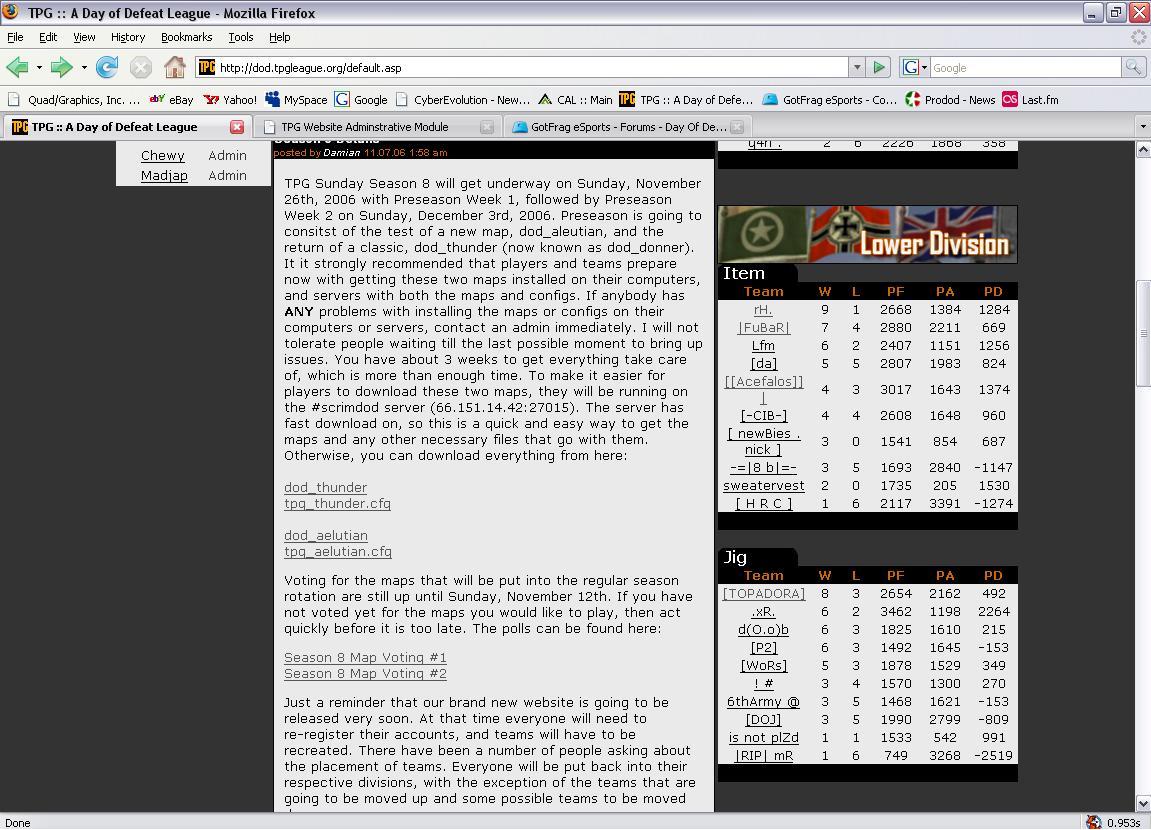 TPG :: A Day of Defeat League - Mozilla Firefox
File Edit View History Bookmarks Tools Help
TPG http://dod.tpgleague.org/default.asp G Google
Quad/Graphics, Inc. ... eBay Yahoo! MySpace Google CyberEvolution - New... CAL :: Main TPG :: A Day of Defe... GotFrag eSports - Co... Prodod - News Last.fm
TPG :: A Day of Defeat League TPG Website Adminstrative Module GotFrag eSports - Forums - Day Of De...
Chewy Admin
Madjap Admin
Season 8 Details
posted by Damian 11.07.06 1:58 am
TPG Sunday Season 8 will get underway on Sunday, November
26th, 2006 with Preseason Week 1, followed by Preseason
Week 2 on Sunday, December 3rd, 2006. Preseason is going to
consitst of the test of a new map, dod_aleutian, and the
return of a classic, dod_thunder (now known as dod_donner).
It it strongly recommended that players and teams prepare
now with getting these two maps installed on their computers,
and servers with both the maps and configs. If anybody has
ANY problems with installing the maps or configs on their
computers or servers, contact an admin immediately. I will not
tolerate people waiting till the last possible moment to bring up
issues. You have about 3 weeks to get everything take care
of, which is more than enough time. To make it easier for
players to download these two maps, they will be running on
the #scrimdod server (66.151.14.42:27015). The server has
fast download on, so this is a quick and easy way to get the
maps and any other necessary files that go with them.
Otherwise, you can download everything from here:
dod_thunder
tpg_thunder.cfg
dod_aelutian
tpg_aelutian.cfg
Voting for the maps that will be put into the regular season
rotation are still up until Sunday, November 12th. If you have
not voted yet for the maps you would like to play, then act
quickly before it is too late. The polls can be found here:
Season 8 Map Voting #1
Season 8 Map Voting #2
Just a reminder that our brand new website is going to be
released very soon. At that time everyone will need to
re-register their accounts, and teams will have to be
recreated. There have been a number of people asking about
the placement of teams. Everyone will be put back into their
respective divisions, with the exception of the teams that are
going to be moved up and some possible teams to be moved
2 6 2226 1868 358
Lower Division
Item
Team W L PF PA PD
rH. 9 1 2668 1384 1284
|FuBaR| 7 4 2880 2211 669
Lfm 6 2 2407 1151 1256
[da] 5 5 2807 1983 824
[[Acefalos]]
| 4 3 3017 1643 1374
[-CIB-] 4 4 2608 1648 960
[ newBies .
nick ] 3 0 1541 854 687
-=|8 b|=- 3 5 1693 2840 -1147
sweatervest 2 0 1735 205 1530
[ H R C ] 1 6 2117 3391 -1274
Jig
Team W L PF PA PD
[TOPADORA] 8 3 2654 2162 492
.xR. 6 2 3462 1198 2264
d(O.o)b 6 3 1825 1610 215
[P2] 6 3 1492 1645 -153
[WoRs] 5 3 1878 1529 349
! # 3 4 1570 1300 270
6thArmy @ 3 5 1468 1621 -153
[DOJ] 3 5 1990 2799 -809
is not plZd 1 1 1533 542 991
|RIP| mR 1 6 749 3268 -2519
Done 0.953s